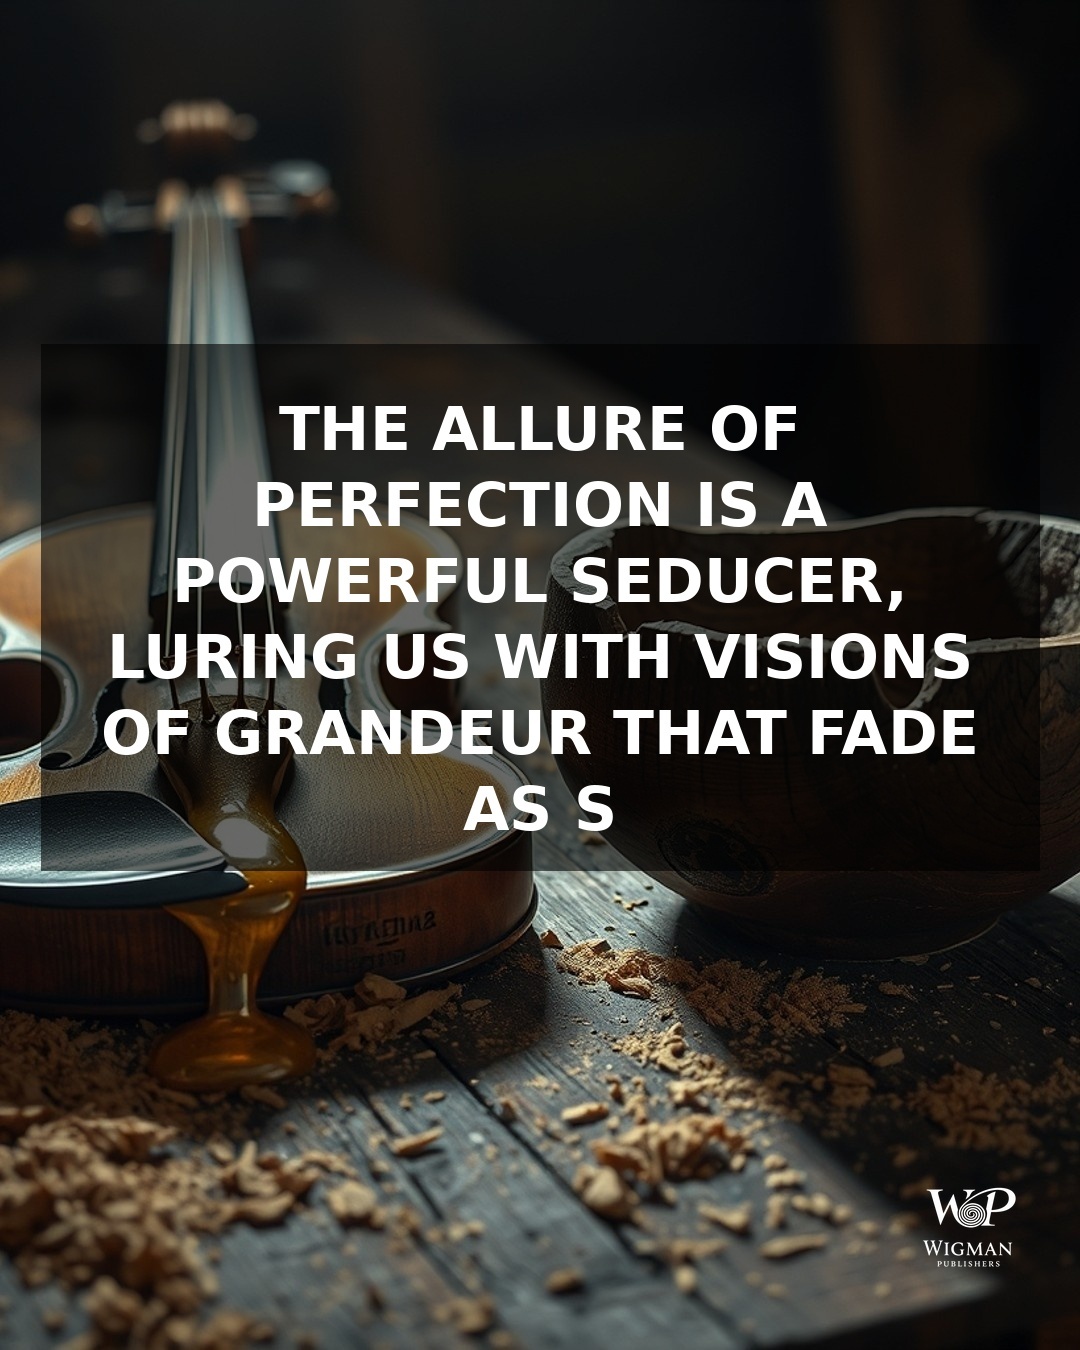 THE ALLURE OF
PERFECTION IS A
POWERFUL SEDUCER,
LURING US WITH VISIONS
OF GRANDEUR THAT FADE
AS S
WP
WIGMAN
PUBLISHERS